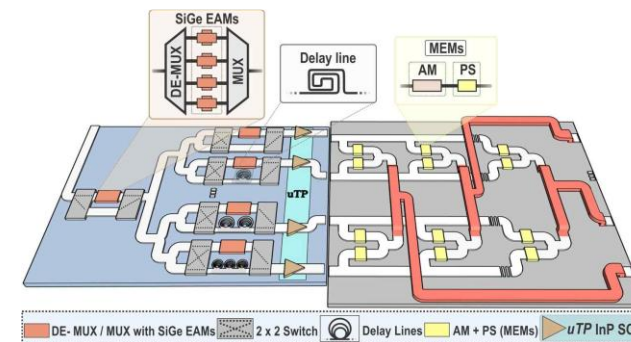 SiGe EAMs
DE-MUX
MUX
Delay line
MEMs
AM
PS
uTP
DE- MUX / MUX with SiGe EAMs
2 x 2 Switch
Delay Lines
AM + PS (MEMs)
uTP InP SO